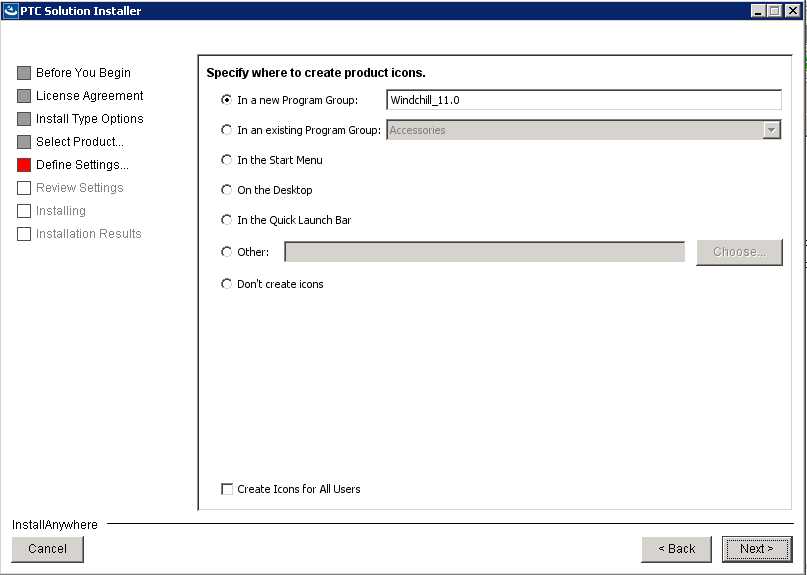 PTC Solution Installer
Before You Begin
License Agreement
Install Type Options
Select Product...
Define Settings...
Review Settings
Installing
Installation Results
Specify where to create product icons.
In a new Program Group: Windchill_11.0
In an existing Program Group: Accessories
In the Start Menu
On the Desktop
In the Quick Launch Bar
Other: Choose...
Don't create icons
Create Icons for All Users
InstallAnywhere
Cancel < Back Next >